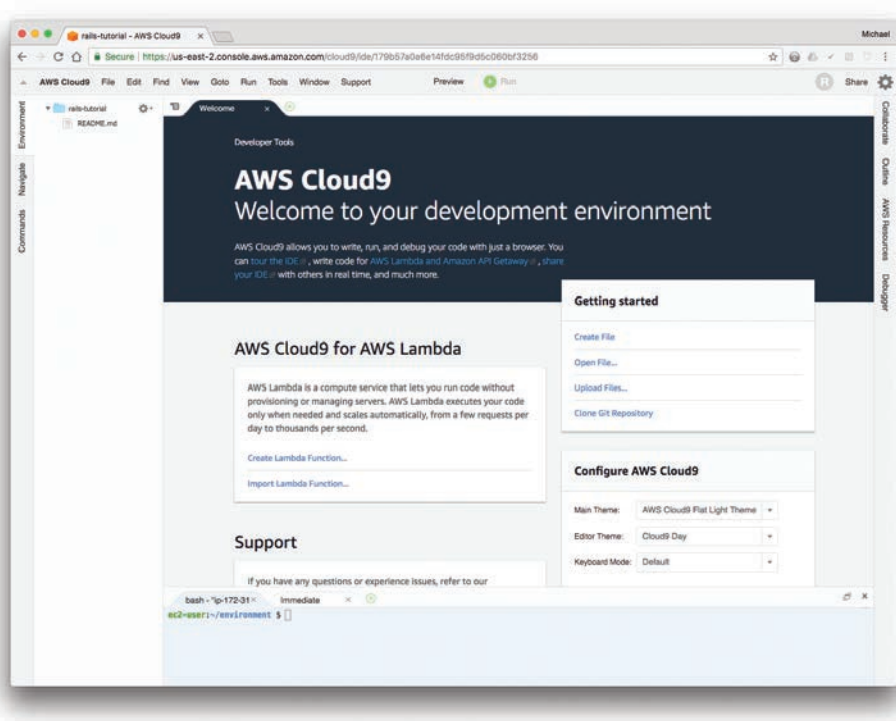 rails-tutorial - AWS Cloud9
Michael
Secure | https://us-east-2.console.aws.amazon.com/cloud9/ide/179b57a0e6e14fdc95f9d5c060bf3256
AWS Cloud9 File Edit Find View Goto Run Tools Window Support Preview Run R Share
Environment
Navigate
Commands
rails-tutorial
README.md
Welcome
Developer Tools
AWS Cloud9
Welcome to your development environment
AWS Cloud9 allows you to write, run, and debug your code with just a browser. You
can tour the IDE, write code for AWS Lambda and Amazon API Getaway, share
your IDE with others in real time, and much more.
Getting started
Create File
Open File...
Upload Files...
Clone Git Repository
AWS Cloud9 for AWS Lambda
AWS Lambda is a compute service that lets you run code without
provisioning or managing servers. AWS Lambda executes your code
only when needed and scales automatically, from a few requests per
day to thousands per second.
Create Lambda Function...
Import Lambda Function...
Configure AWS Cloud9
Main Theme: AWS Cloud9 Flat Light Theme
Editor Theme: Cloud9 Day
Keyboard Mode: Default
Support
If you have any questions or experience issues, refer to our
Collaborate
Outline
AWS Resources
Debugger
bash - "ip-172-31 Immediate
ec2-user:~/environment $